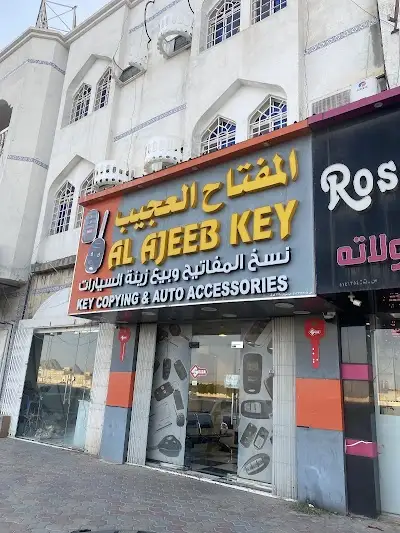 المفتاح العجيب
AL AJEEB KEY
نسخ المفاتيح وبيع زينة السيارات
KEY COPYING & AUTO ACCESSORIES
Ros